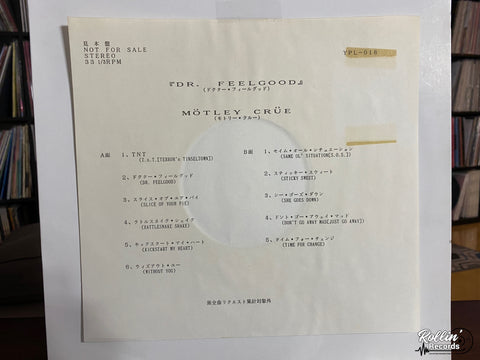 見本盤
NOT FOR SALE
STEREO
33 1/3RPM
YPL-018
『DR. FEELGOOD』
(ドクター・フィールグッド)
MÖTLEY CRÜE
(モトリー・クルー)
A面
1. TNT
(T.n.T.[TERROR'n TINSELTOWN])
2. ドクター・フィールグッド
(DR. FEELGOOD)
3. スライス・オブ・ユア・パイ
(SLICE OF YOUR PIE)
4. ラトルスネイク・シェイク
(RATTLESNAKE SHAKE)
5. キックスタート・マイ・ハート
(KICKSTART MY HEART)
6. ウィズアウト・ユー
(WITHOUT YOU)
B面
1. セイム・オール・シチュエーション
(SAME OL' SITUATION[S.O.S.])
2. スティッキー・スウィート
(STICKY SWEET)
3. シー・ゴーズ・ダウン
(SHE GOES DOWN)
4. ドント・ゴー・アウェイ・マッド
(DON'T GO AWAY MAD[JUST GO AWAY])
5. タイム・フォー・チェンジ
(TIME FOR CHANGE)
全曲リクエスト集計対象外
Rollin'
Records